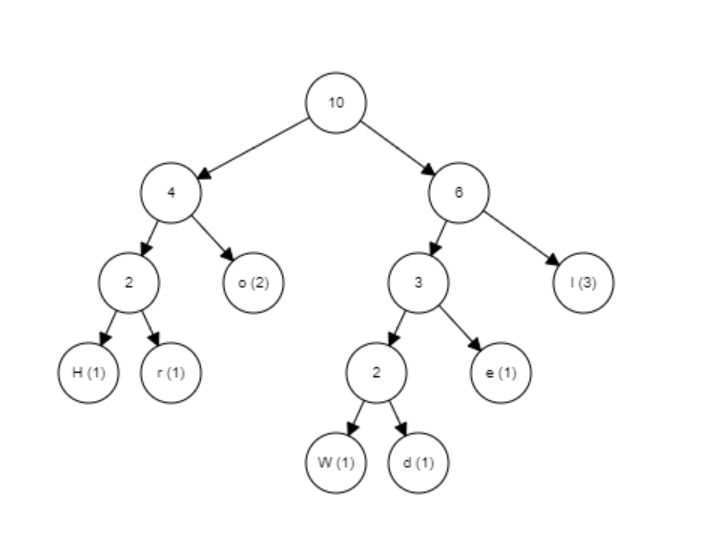 10
4
6
2
o (2)
3
l (3)
H (1)
r (1)
2
e (1)
W (1)
d (1)